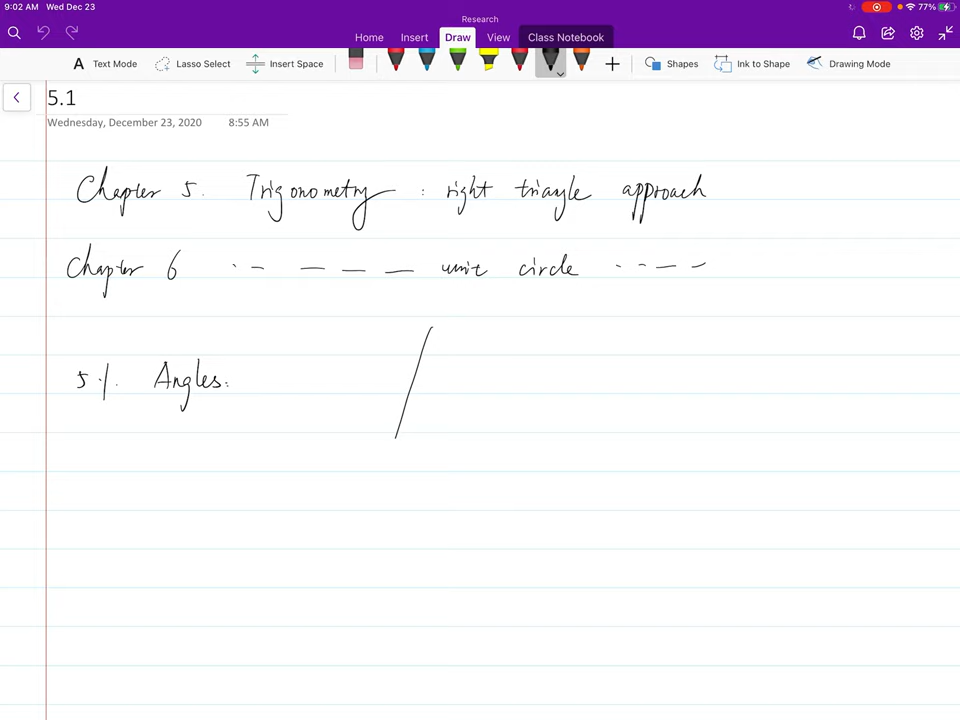 9:02 AM Wed Dec 23 77%
Research
Home Insert Draw View Class Notebook
A Text Mode Lasso Select Insert Space Shapes Ink to Shape Drawing Mode
5.1
Wednesday, December 23, 2020 8:55 AM
Chapter 5. Trigonometry : right triangle approach
Chapter 6 unit circle
5.1. Angles: